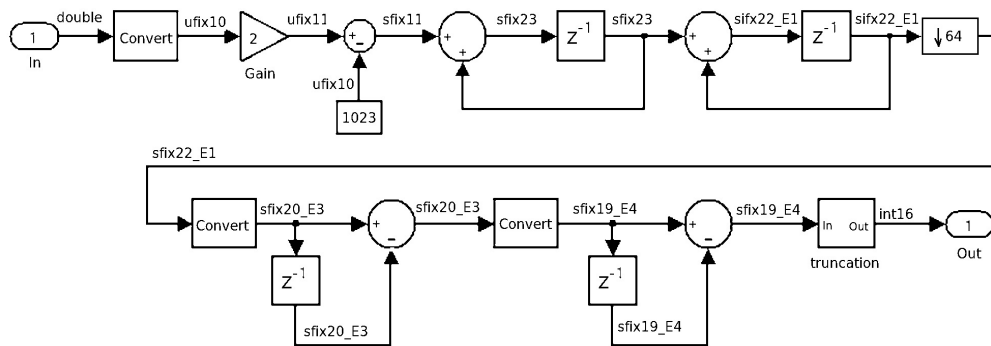 double
ufix10
ufix11
sfix11
sfix23
sfix23
sifx22_E1
sifx22_E1
1
In
Convert
2
Gain
+
−
+
+
Z-1
+
+
Z-1
↓ 64
ufix10
1023
sfix22_E1
Convert
sfix20_E3
+
−
sfix20_E3
Convert
sfix19_E4
+
−
sfix19_E4
In
Out
int16
1
truncation
Out
Z-1
Z-1
sfix20_E3
sfix19_E4